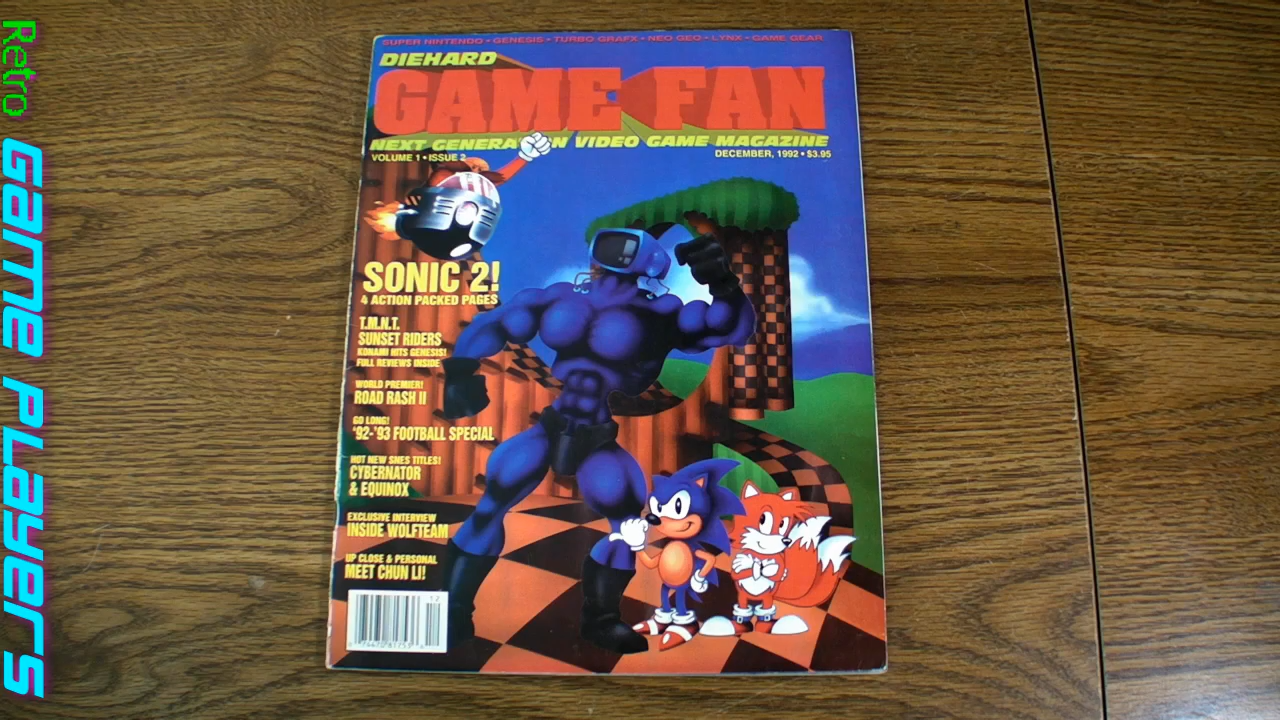 Retro Game Players
SUPER NINTENDO • GENESIS • TURBO GRAFX • NEO GEO • LYNX • GAME GEAR
DIEHARD
GAME FAN
NEXT GENERATION VIDEO GAME MAGAZINE
VOLUME 1 • ISSUE 2
DECEMBER, 1992 • $3.95
SONIC 2!
4 ACTION PACKED PAGES
T.M.N.T.
SUNSET RIDERS
KONAMI HITS GENESIS!
FULL REVIEWS INSIDE
WORLD PREMIER!
ROAD RASH II
GO LONG!
'92-'93 FOOTBALL SPECIAL
HOT NEW SNES TITLES!
CYBERNATOR
& EQUINOX
EXCLUSIVE INTERVIEW
INSIDE WOLFTEAM
UP CLOSE & PERSONAL
MEET CHUN LI!
12